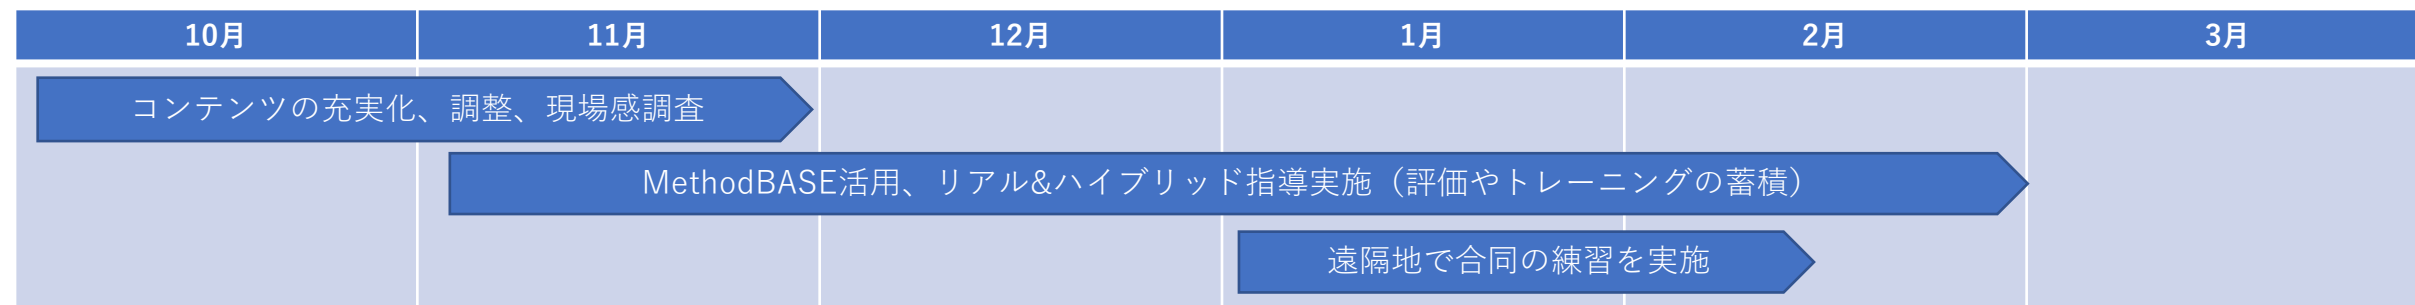 10月 11月 12月 1月 2月 3月
コンテンツの充実化、調整、現場感調査
MethodBASE活用、リアル&ハイブリッド指導実施（評価やトレーニングの蓄積）
遠隔地で合同の練習を実施